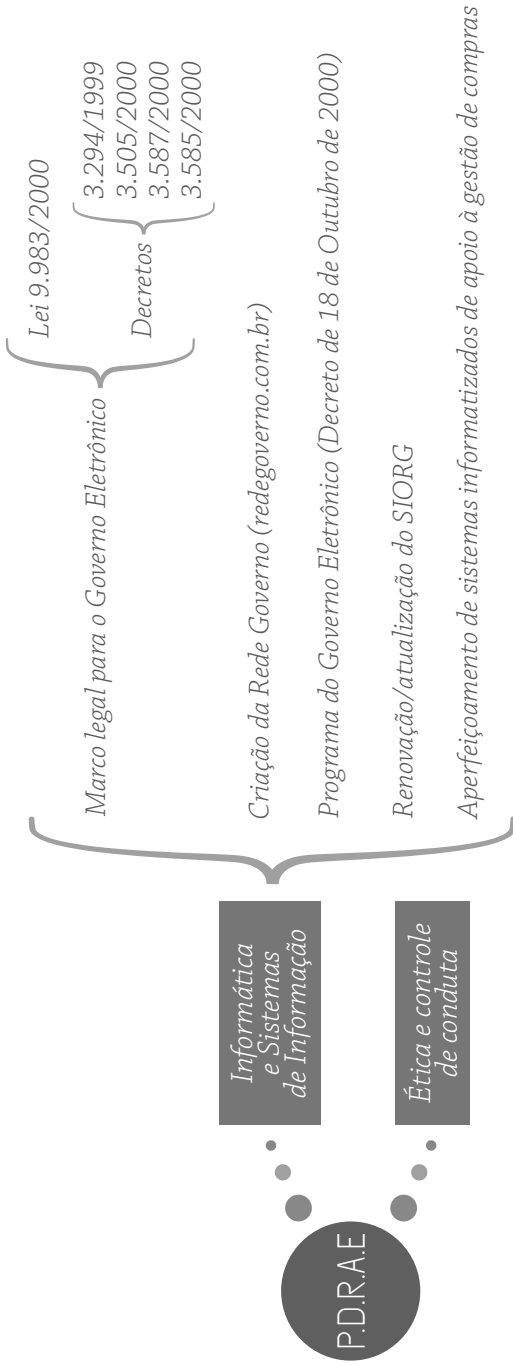 P.D.R.A.E
Informática
e Sistemas
de Informação
Marco legal para o Governo Eletrônico
Lei 9.983/2000
Decretos
3.294/1999
3.505/2000
3.587/2000
3.585/2000
Criação da Rede Governo (redegoverno.com.br)
Programa do Governo Eletrônico (Decreto de 18 de Outubro de 2000)
Renovação/atualização do SIORG
Aperfeiçoamento de sistemas informatizados de apoio à gestão de compras
Ética e controle
de conduta